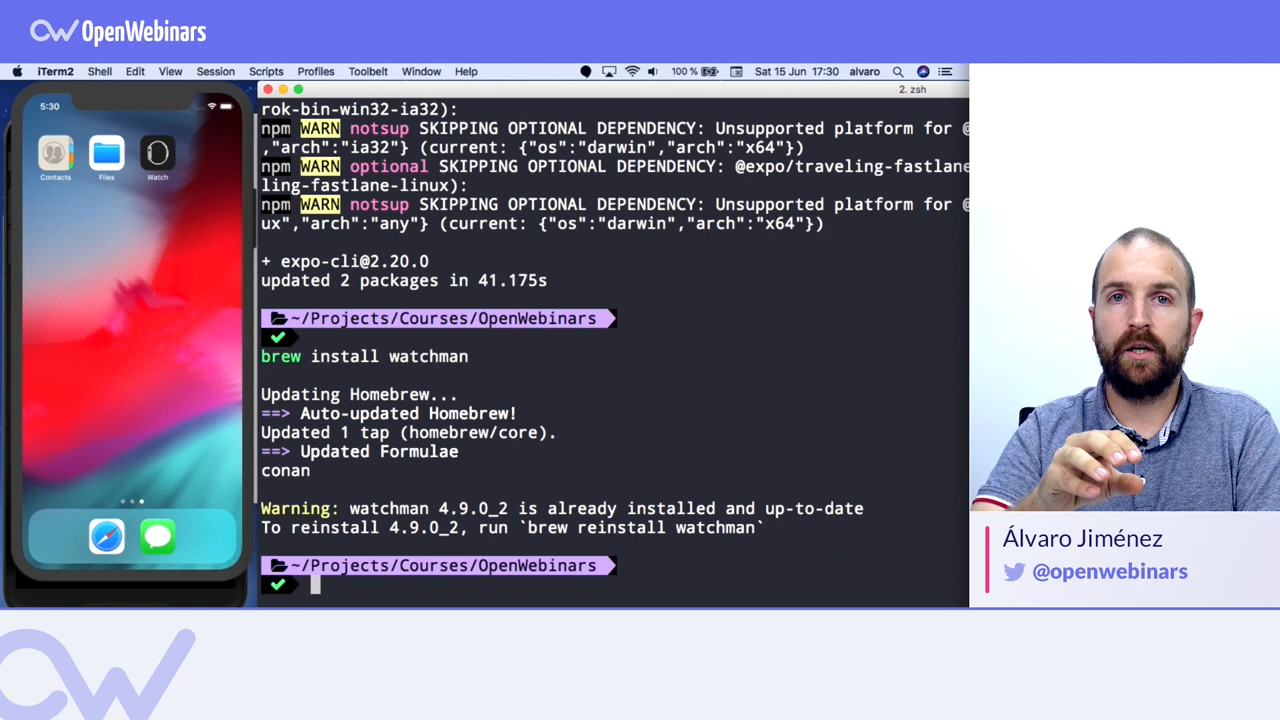 OpenWebinars
iTerm2 Shell Edit View Session Scripts Profiles Toolbelt Window Help 100 % Sat 15 Jun 17:30 alvaro
2. zsh
5:30
Contacts Files Watch
rok-bin-win32-ia32):
npm WARN notsup SKIPPING OPTIONAL DEPENDENCY: Unsupported platform for @
,"arch":"ia32"} (current: {"os":"darwin","arch":"x64"})
npm WARN optional SKIPPING OPTIONAL DEPENDENCY: @expo/traveling-fastlane
ling-fastlane-linux):
npm WARN notsup SKIPPING OPTIONAL DEPENDENCY: Unsupported platform for @
ux","arch":"any"} (current: {"os":"darwin","arch":"x64"})
+ expo-cli@2.20.0
updated 2 packages in 41.175s
~/Projects/Courses/OpenWebinars
brew install watchman
Updating Homebrew...
==> Auto-updated Homebrew!
Updated 1 tap (homebrew/core).
==> Updated Formulae
conan
Warning: watchman 4.9.0_2 is already installed and up-to-date
To reinstall 4.9.0_2, run `brew reinstall watchman`
~/Projects/Courses/OpenWebinars
Álvaro Jiménez
@openwebinars